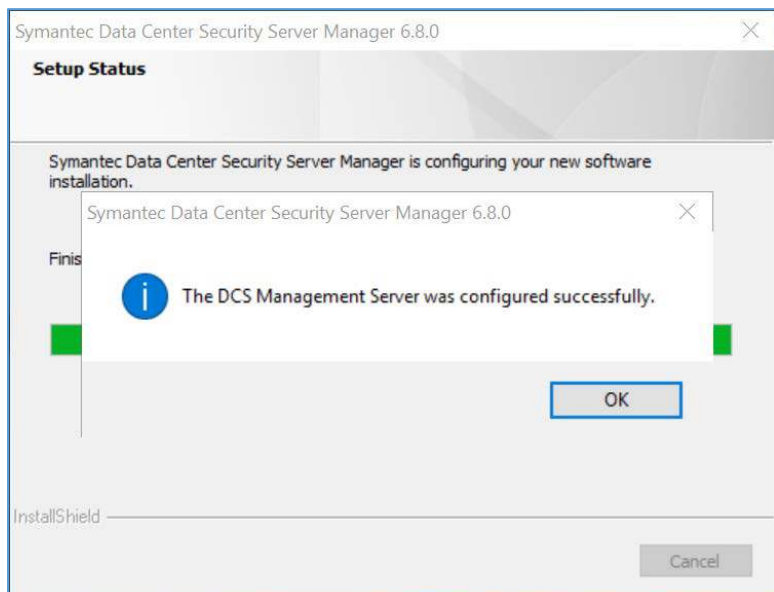 Symantec Data Center Security Server Manager 6.8.0
Setup Status
Symantec Data Center Security Server Manager is configuring your new software
installation.
Symantec Data Center Security Server Manager 6.8.0
Finis
The DCS Management Server was configured successfully.
OK
InstallShield
Cancel